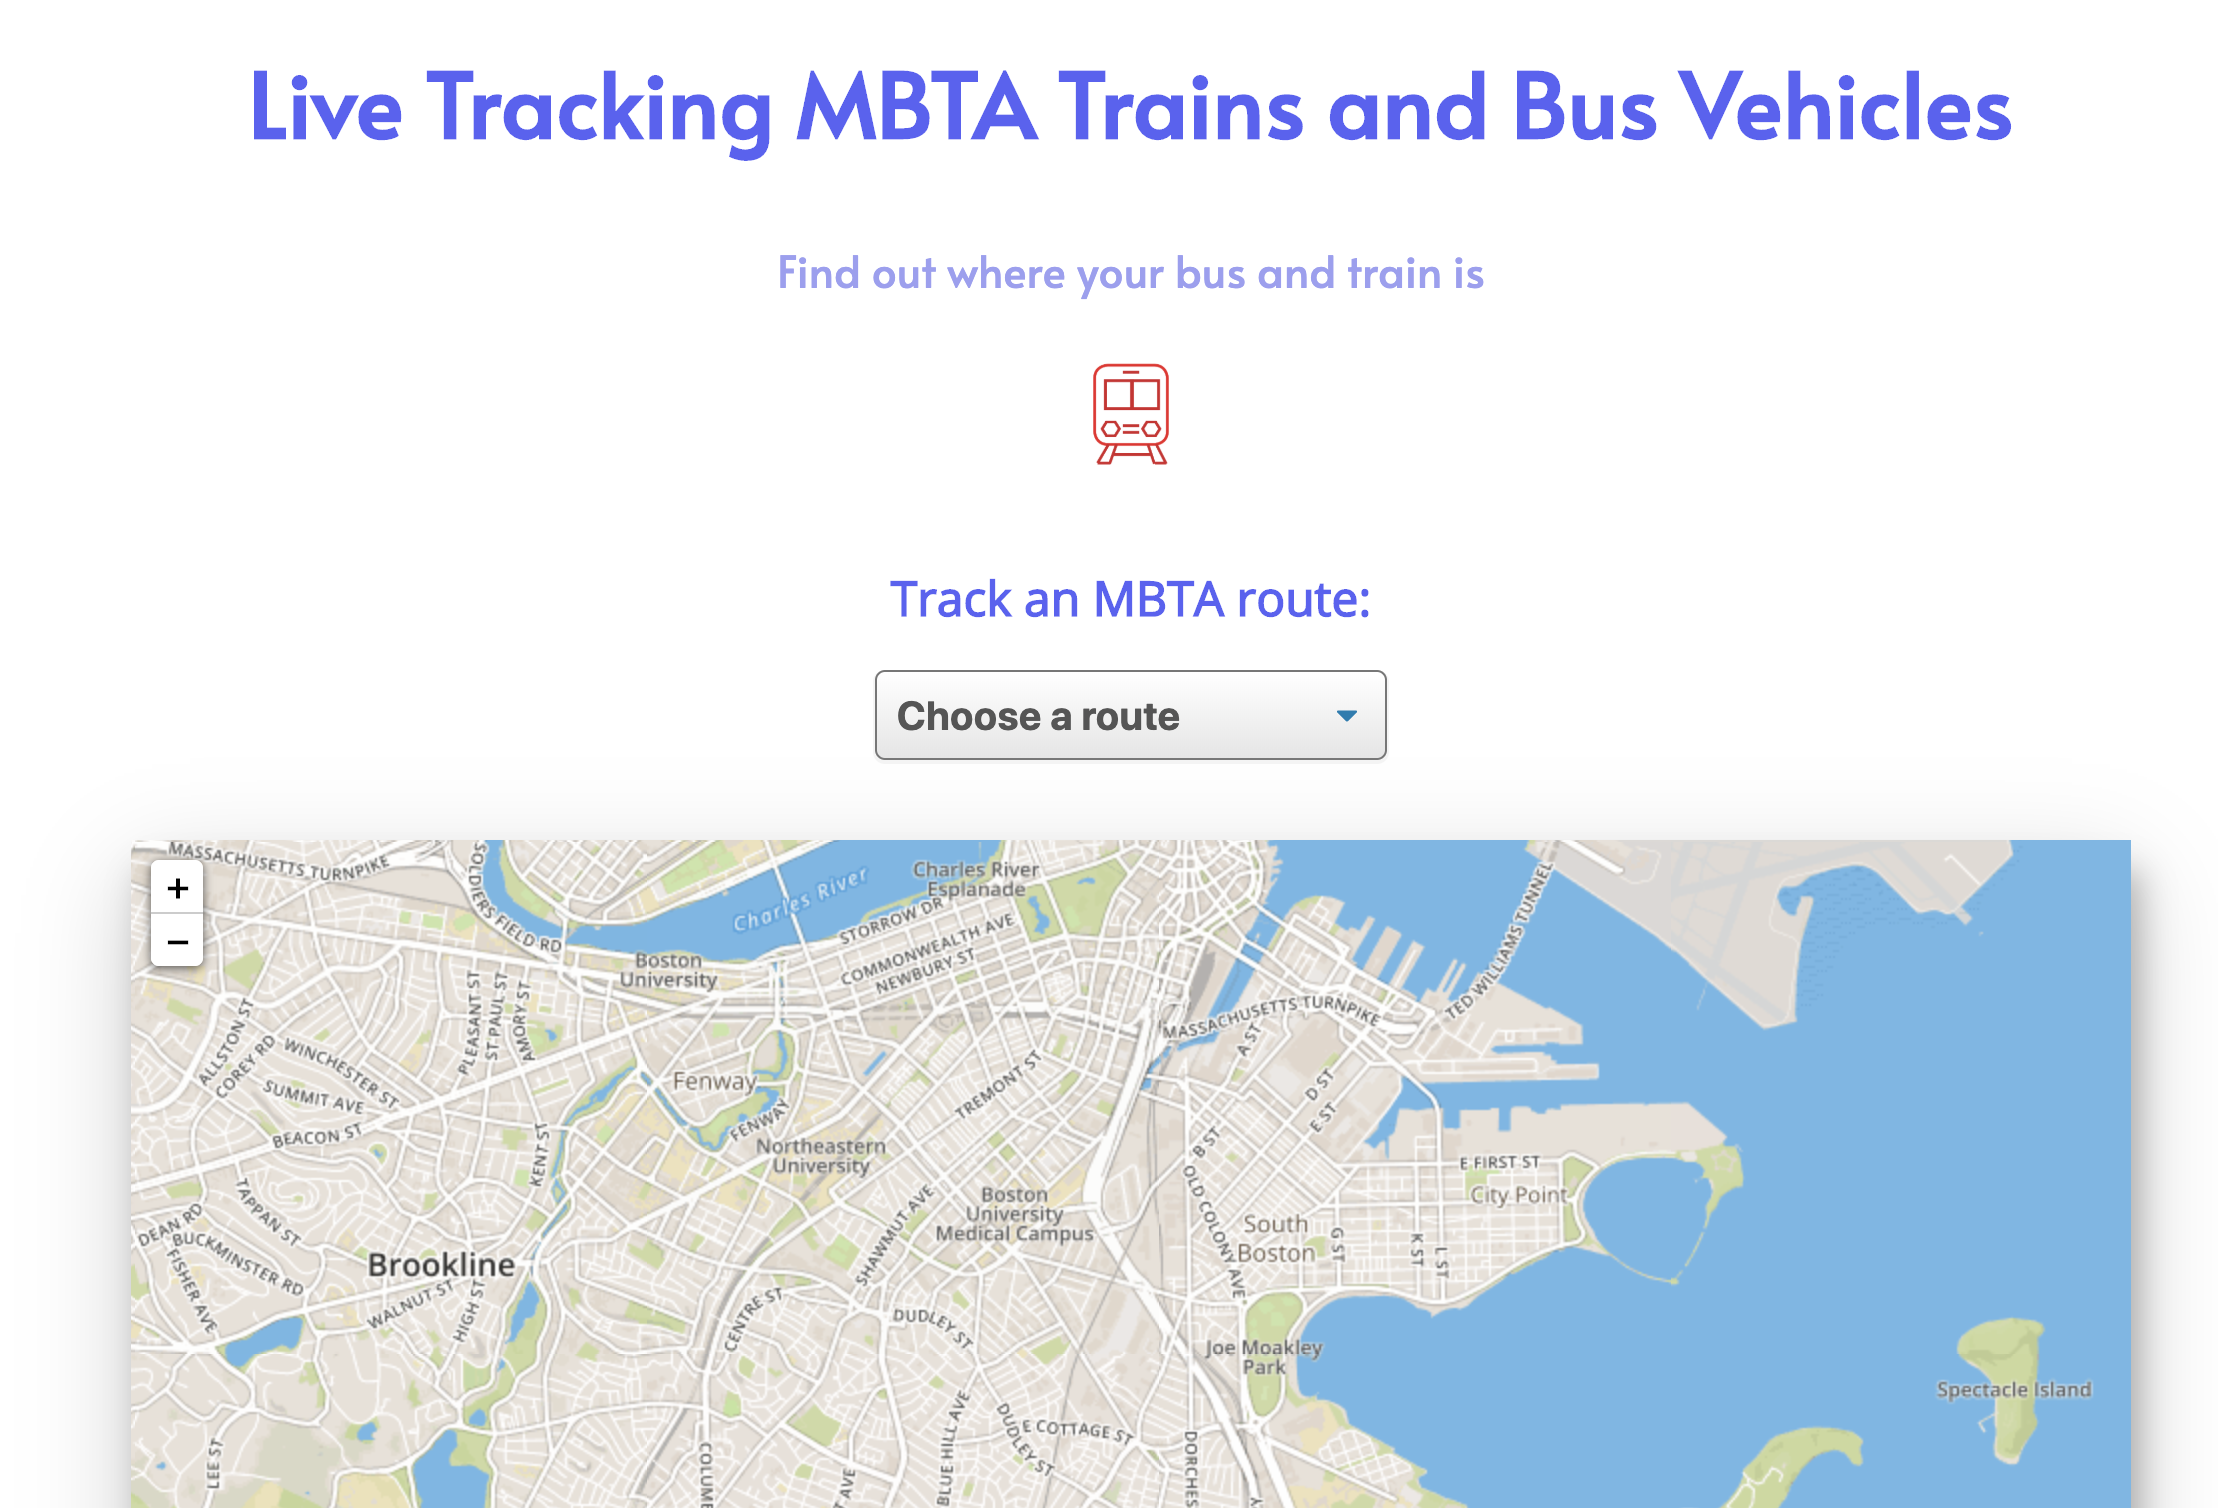 Live Tracking MBTA Trains and Bus Vehicles
Find out where your bus and train is
Track an MBTA route:
Choose a route
+
−
MASSACHUSETTS TURNPIKE
SOLDIERS FIELD RD
Charles River
Charles River
Esplanade
STORROW DR
COMMONWEALTH AVE
NEWBURY ST
Boston
University
TED WILLIAMS TUNNEL
MASSACHUSETTS TURNPIKE
A ST
PLEASANT ST
ST PAUL ST
AMORY ST
ALLSTON ST
COREY RD
WINCHESTER ST
SUMMIT AVE
BEACON ST
KENT ST
Fenway
FENWAY
TREMONT ST
D ST
E ST
B ST
Northeastern
University
E FIRST ST
City Point
Boston
University
Medical Campus
SHAWMUT AVE
OLD COLONY AVE
South
Boston
G ST
K ST
L ST
TAPPAN ST
DEAN RD
BUCKMINSTER RD
FISHER AVE
Brookline
WALNUT ST
HIGH ST
CENTRE ST
DUDLEY ST
Joe Moakley
Park
Spectacle Island
LEE ST
COLUME
T AVE
BLUE HILL AVE
DUDLEY ST
E COTTAGE ST
DORCHES